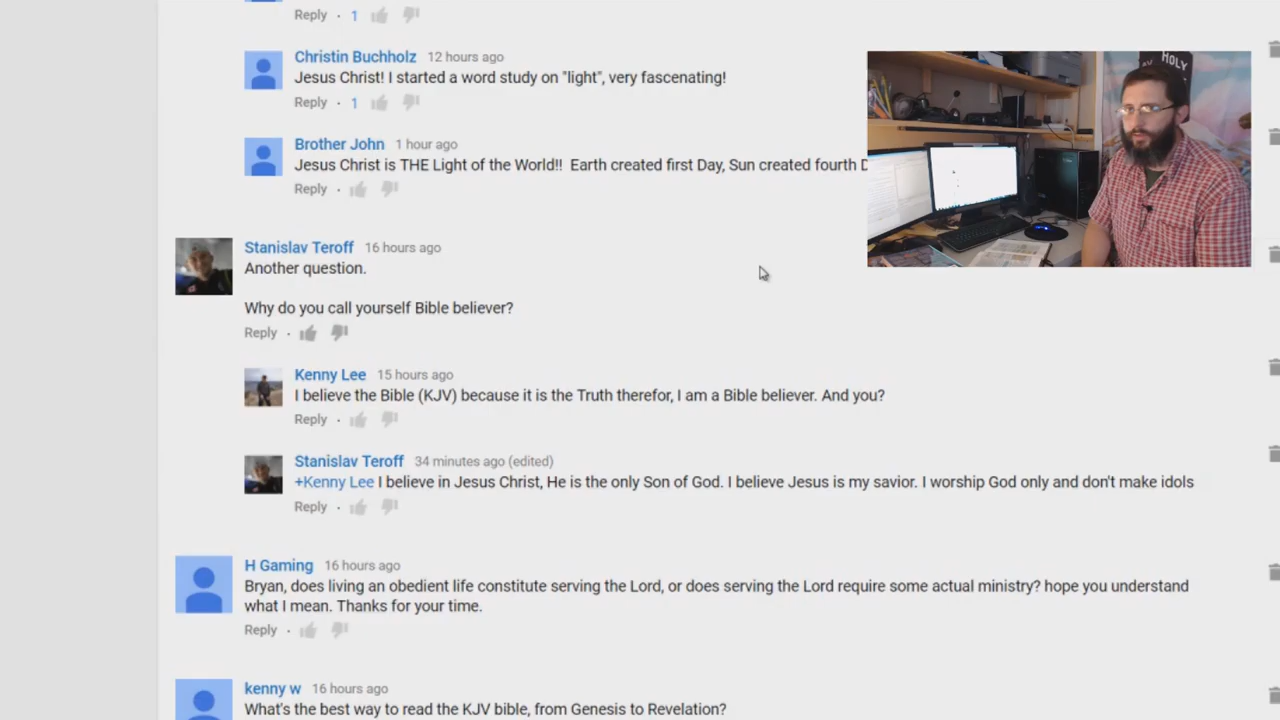 Reply · 1
Christin Buchholz 12 hours ago
Jesus Christ! I started a word study on "light", very fascenating!
Reply · 1
Brother John 1 hour ago
Jesus Christ is THE Light of the World!! Earth created first Day, Sun created fourth D
Reply ·
Stanislav Teroff 16 hours ago
Another question.
Why do you call yourself Bible believer?
Reply ·
Kenny Lee 15 hours ago
I believe the Bible (KJV) because it is the Truth therefor, I am a Bible believer. And you?
Reply ·
Stanislav Teroff 34 minutes ago (edited)
+Kenny Lee I believe in Jesus Christ, He is the only Son of God. I believe Jesus is my savior. I worship God only and don't make idols
Reply ·
H Gaming 16 hours ago
Bryan, does living an obedient life constitute serving the Lord, or does serving the Lord require some actual ministry? hope you understand
what I mean. Thanks for your time.
Reply ·
kenny w 16 hours ago
What's the best way to read the KJV bible, from Genesis to Revelation?
HOLY